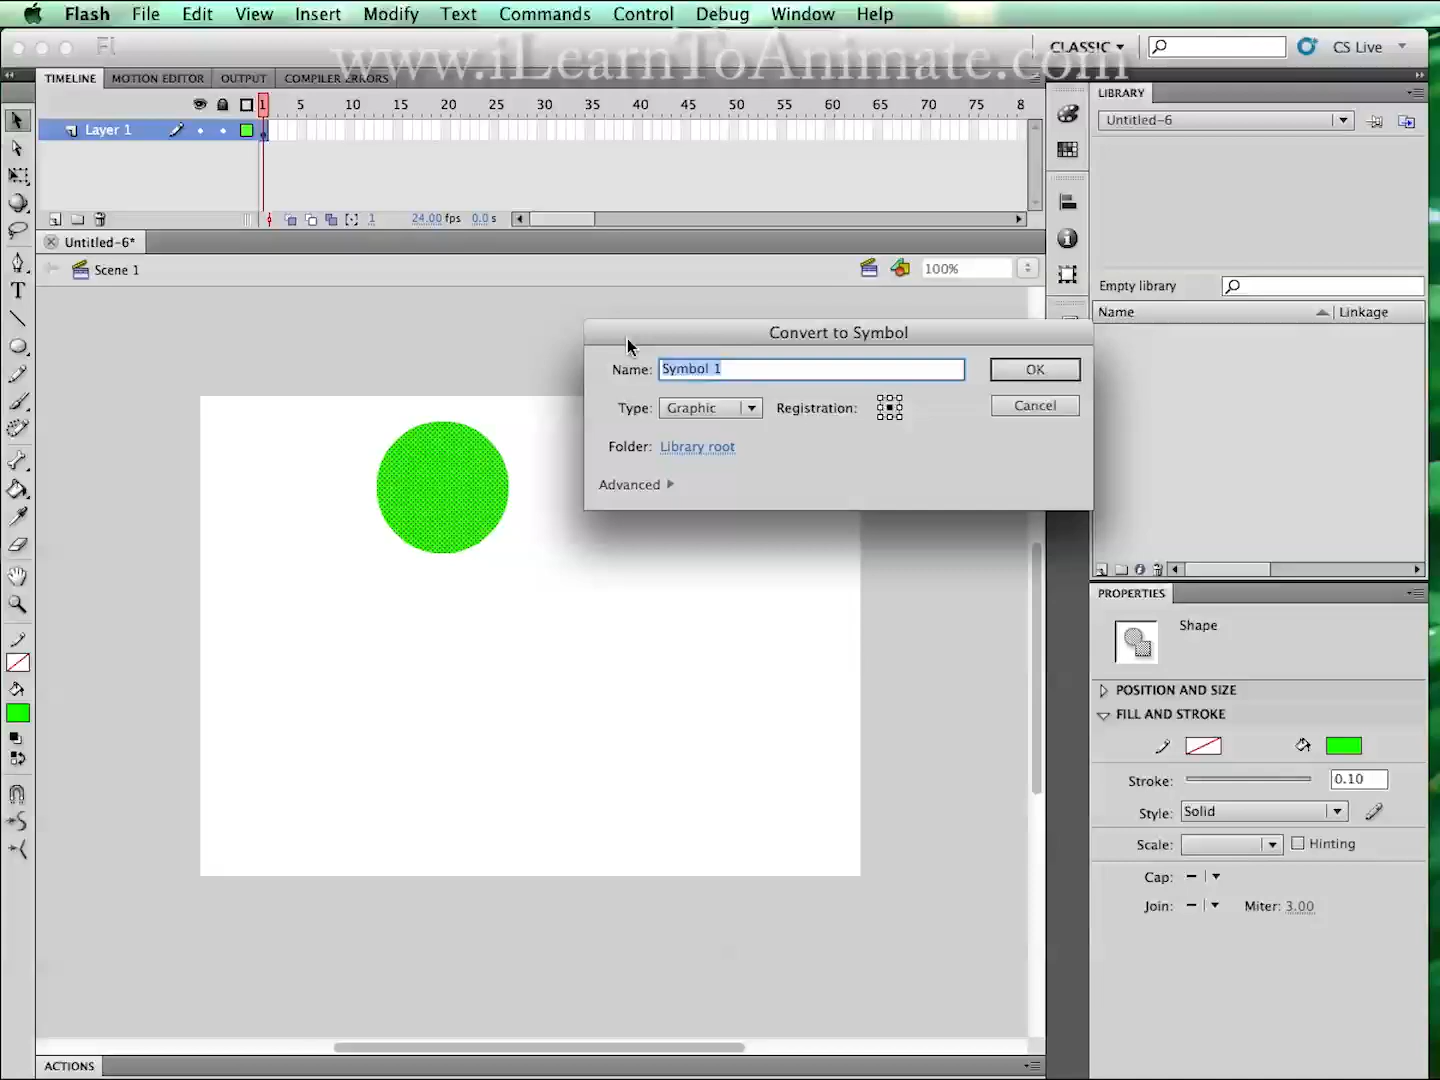 Flash File Edit View Insert Modify Text Commands Control Debug Window Help
www.iLearnToAnimate.com
Fl CLASSIC CS Live
TIMELINE MOTION EDITOR OUTPUT COMPILER ERRORS
1 5 10 15 20 25 30 35 40 45 50 55 60 65 70 75 8
Layer 1
1 24.00 fps 0.0 s
Untitled-6*
Scene 1
100%
LIBRARY
Untitled-6
Empty library
Name Linkage
Convert to Symbol
Name: Symbol 1 OK
Type: Graphic Registration: Cancel
Folder: Library root
Advanced
PROPERTIES
Shape
POSITION AND SIZE
FILL AND STROKE
Stroke: 0.10
Style: Solid
Scale: Hinting
Cap:
Join: Miter: 3.00
ACTIONS